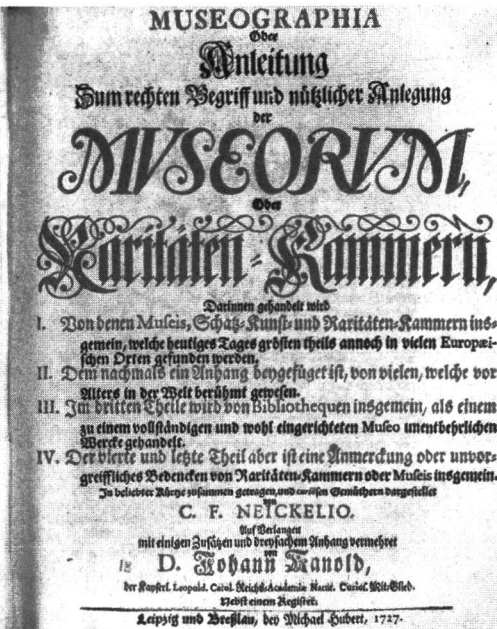 MUSEOGRAPHIA
Oder
Anleitung
Zum rechten Begriff und nützlicher Anlegung
der
MVSEORVM,
Oder
Raritäten-Kammern,
Darinnen gehandelt wird
I. Von denen Museis, Schatz-Kunst- und Raritäten-Kammern ins-
gemein, welche heutiges Tages grösten theils annoch in vielen Europæi-
schen Orten gefunden werden.
II. Dem nachmals ein Anhang beygefüget ist, von vielen, welche vor
Alters in der Welt berühmt gewesen.
III. Im dritten Theile wird von Bibliothequen insgemein, als einem
zu einem vollständigen und wohl eingerichteten Museo unentbehrlichen
Wercke gehandelt.
IV. Der vierte und letzte Theil aber ist eine Anmerckung oder unvor-
greiffliches Bedencken von Raritäten-Kammern oder Museis insgemein.
In beliebter Kürtze zusammen getragen, und curiösen Gemüthern dargestellet
von
C. F. NEICKELIO.
Auf Verlangen
mit einigen Zusätzen und dreyfachem Anhang vermehret
von
D. Johann Kanold,
der Kayserl. Leopold. Carol. Reichs-Academiæ Natur. Curios. Mit-Glied.
Nebst einem Register.
Leipzig und Breßlau, bey Michael Hubert, 1727.